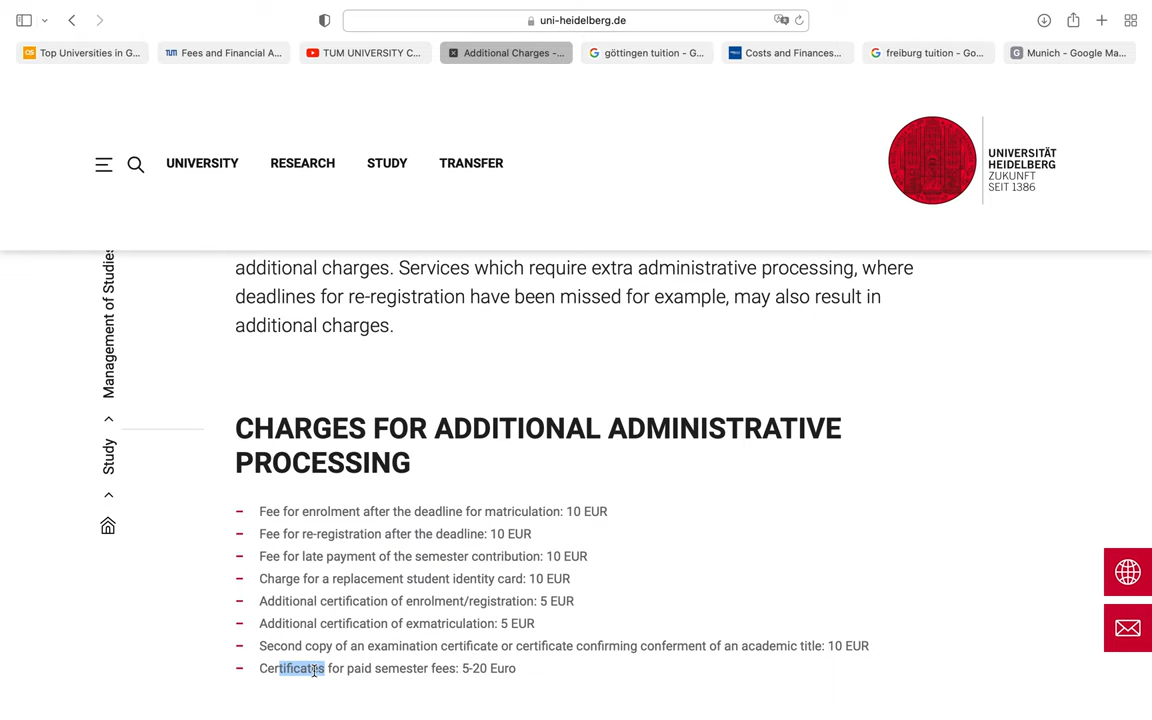 uni-heidelberg.de
Top Universities in G...
TUM Fees and Financial A...
TUM UNIVERSITY C...
Additional Charges -...
göttingen tuition - G...
Costs and Finances...
freiburg tuition - Go...
Munich - Google Ma...
UNIVERSITY
RESEARCH
STUDY
TRANSFER
UNIVERSITÄT
HEIDELBERG
ZUKUNFT
SEIT 1386
Study > Management of Studies
additional charges. Services which require extra administrative processing, where
deadlines for re-registration have been missed for example, may also result in
additional charges.
CHARGES FOR ADDITIONAL ADMINISTRATIVE
PROCESSING
– Fee for enrolment after the deadline for matriculation: 10 EUR
– Fee for re-registration after the deadline: 10 EUR
– Fee for late payment of the semester contribution: 10 EUR
– Charge for a replacement student identity card: 10 EUR
– Additional certification of enrolment/registration: 5 EUR
– Additional certification of exmatriculation: 5 EUR
– Second copy of an examination certificate or certificate confirming conferment of an academic title: 10 EUR
– Certificates for paid semester fees: 5-20 Euro